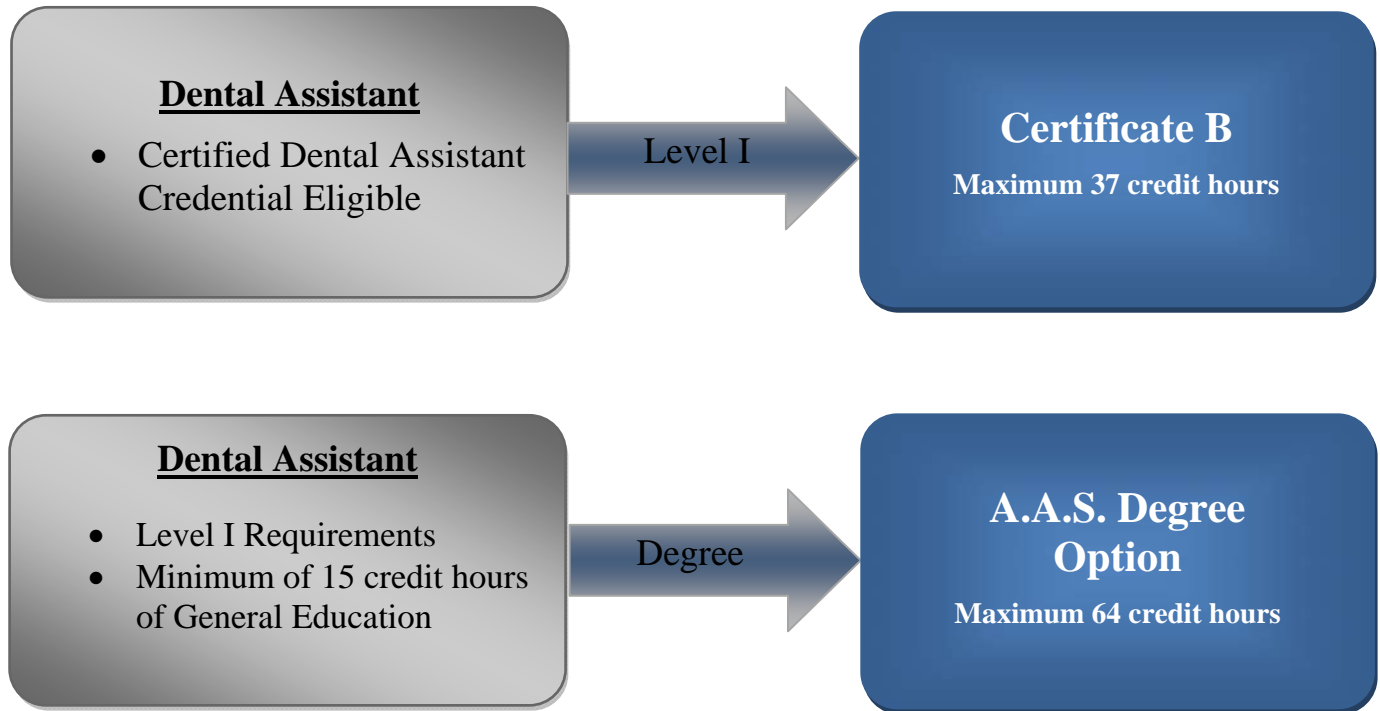 Dental Assistant
• Certified Dental Assistant
Credential Eligible
Level I
Certificate B
Maximum 37 credit hours
Dental Assistant
• Level I Requirements
• Minimum of 15 credit hours
of General Education
Degree
A.A.S. Degree
Option
Maximum 64 credit hours